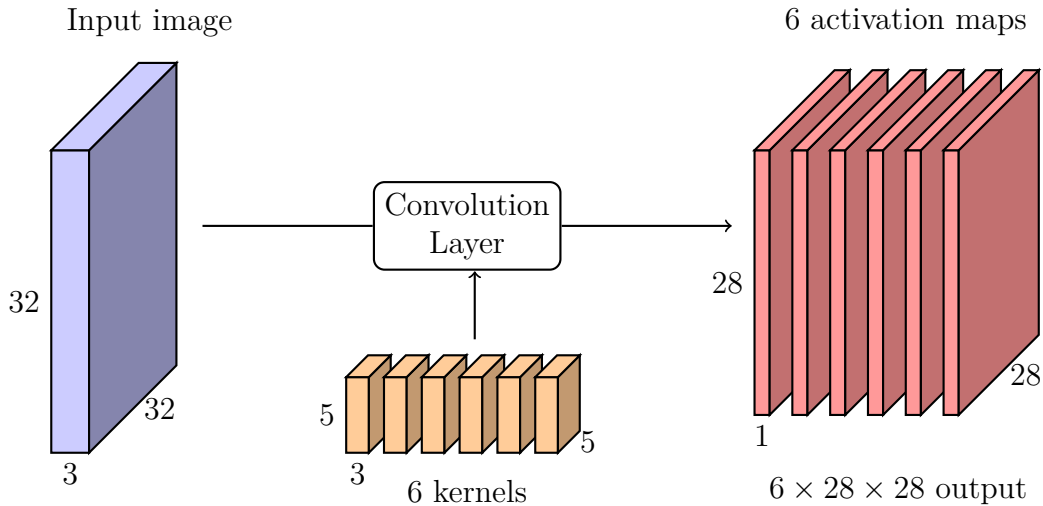 Input image
6 activation maps
Convolution
Layer
32
32
3
5
3
5
6 kernels
28
28
1
6 × 28 × 28 output